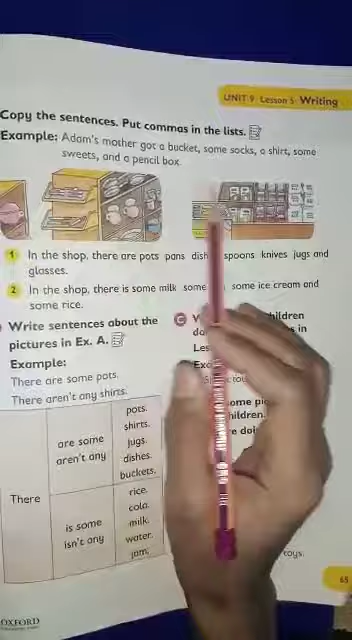 UNIT 9 Lesson 5 Writing
Copy the sentences. Put commas in the lists.
Example: Adam's mother got a bucket, some socks, a shirt, some
sweets, and a pencil box.
1 In the shop, there are pots pans dish spoons knives jugs and
glasses.
2 In the shop, there is some milk some some ice cream and
some rice.
Write sentences about the
pictures in Ex. A.
Example:
There are some pots.
There aren't any shirts.
There
are some
aren't any
pots.
shirts.
jugs.
dishes.
buckets.
is some
isn't any
rice.
cola.
milk.
water.
jam.
C
hildren
in
Les
toys.
65
OXFORD